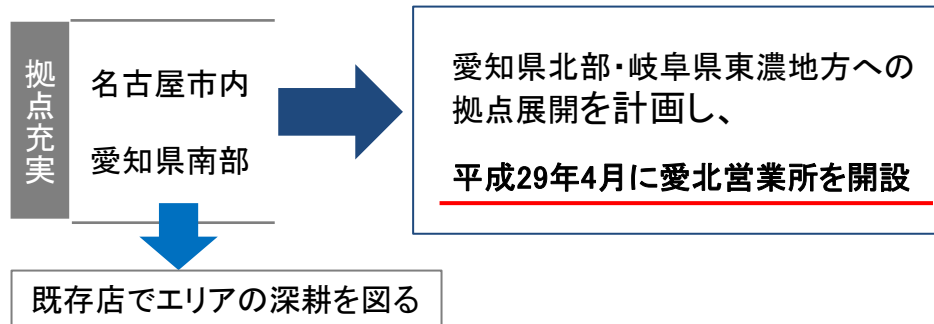 拠点充実
名古屋市内
愛知県南部
愛知県北部・岐阜県東濃地方への
拠点展開を計画し、
平成29年4月に愛北営業所を開設
既存店でエリアの深耕を図る